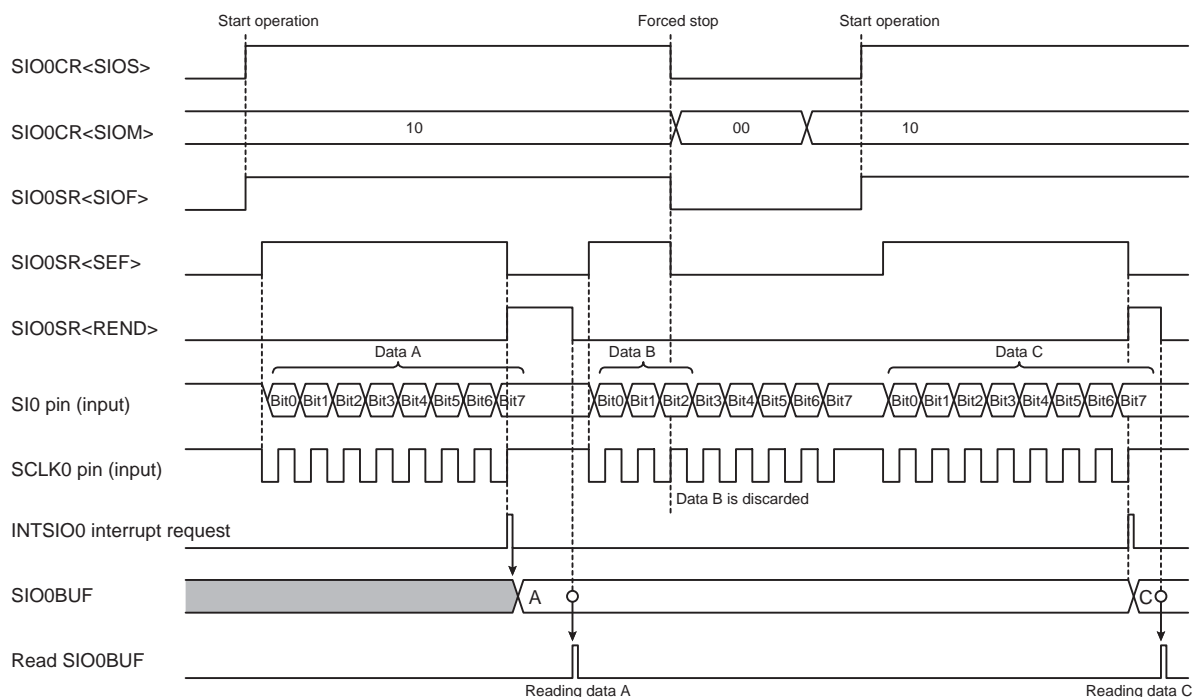 Start operation Forced stop Start operation
SIO0CR<SIOS>
SIO0CR<SIOM> 10 00 10
SIO0SR<SIOF>
SIO0SR<SEF>
SIO0SR<REND>
Data A Data B Data C
SI0 pin (input) Bit0 Bit1 Bit2 Bit3 Bit4 Bit5 Bit6 Bit7 Bit0 Bit1 Bit2 Bit3 Bit4 Bit5 Bit6 Bit7 Bit0 Bit1 Bit2 Bit3 Bit4 Bit5 Bit6 Bit7
SCLK0 pin (input)
Data B is discarded
INTSIO0 interrupt request
SIO0BUF A C
Read SIO0BUF
Reading data A Reading data C